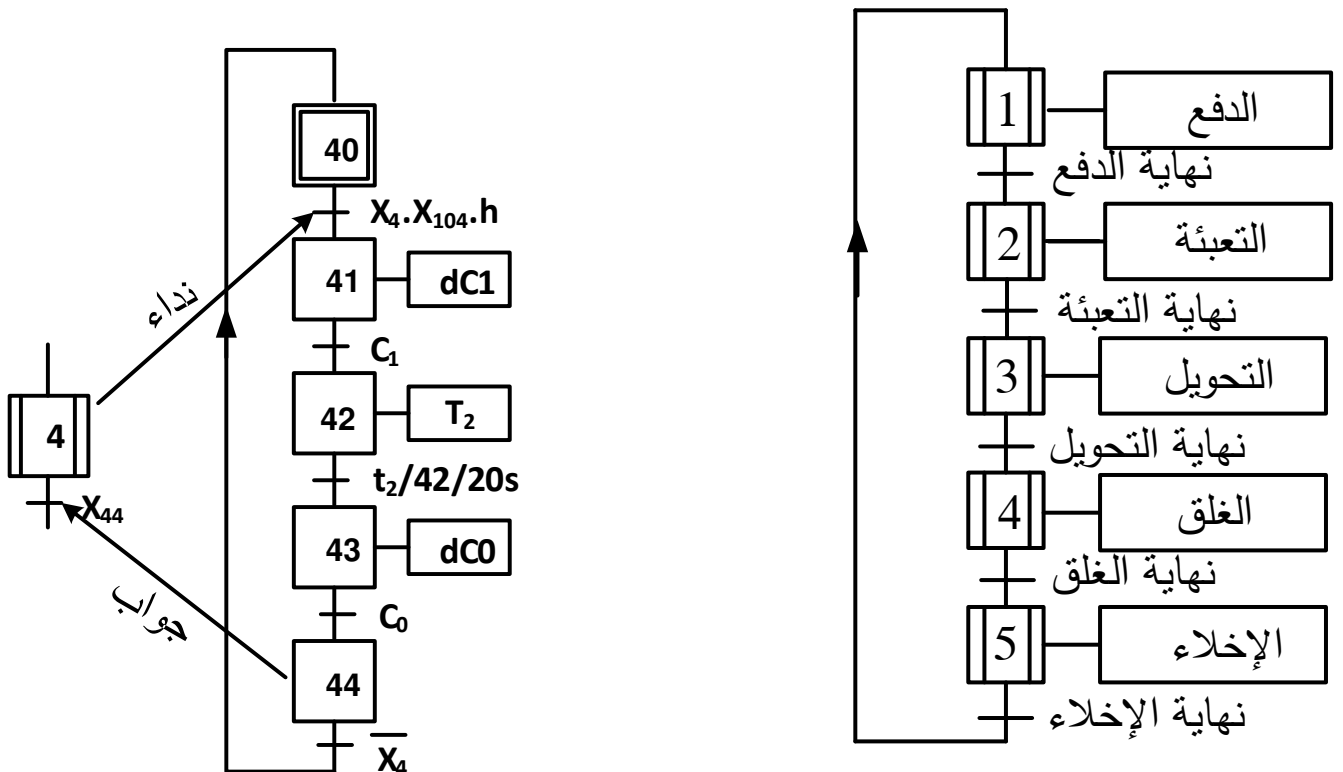 40
X₄.X₁₀₄.h
41
dC1
C₁
42
T₂
t₂/42/20s
43
dC0
C₀
44
X̅₄
نداء
4
X₄₄
جواب
1
الدفع
نهاية الدفع
2
التعبئة
نهاية التعبئة
3
التحويل
نهاية التحويل
4
الغلق
نهاية الغلق
5
الإخلاء
نهاية الإخلاء